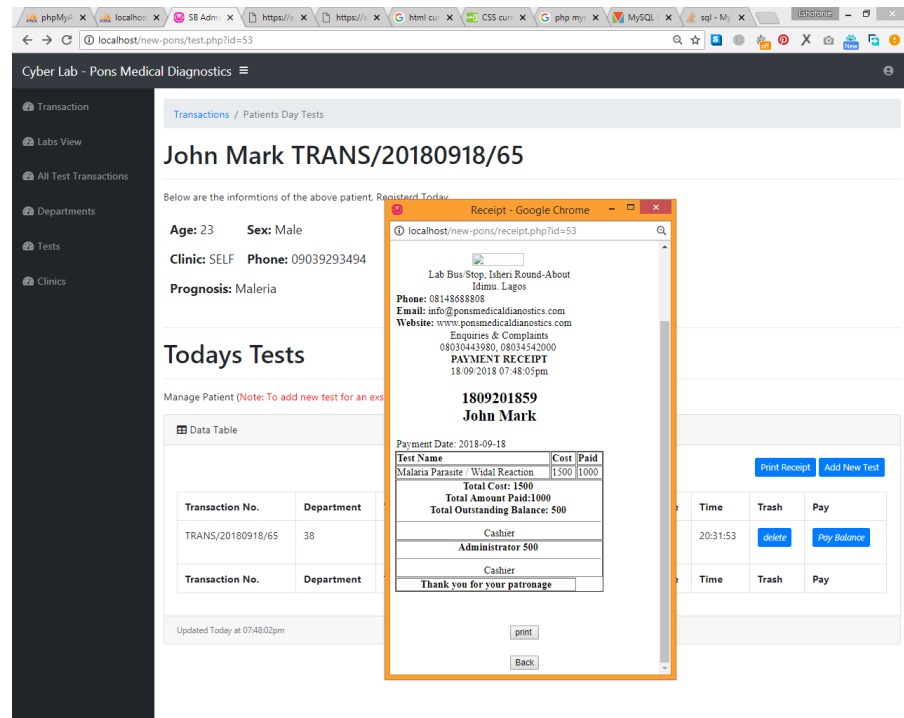 phpMyA
localhos
SB Admi
https://a
https://
html cur
CSS curs
php my
MySQL
sql - My
localhost/new-pons/test.php?id=53
off
New
Cyber Lab - Pons Medical Diagnostics
Transaction
Labs View
All Test Transactions
Departments
Tests
Clinics
Transactions / Patients Day Tests
John Mark TRANS/20180918/65
Below are the informtions of the above patient, Registerd Today
Age: 23 Sex: Male
Clinic: SELF Phone: 09039293494
Prognosis: Maleria
Todays Tests
Manage Patient (Note: To add new test for an exs
Data Table
Print Receipt Add New Test
Transaction No. Department Time Trash Pay
TRANS/20180918/65 38 20:31:53 delete Pay Balance
Transaction No. Department Time Trash Pay
Updated Today at 07:48:02pm
Receipt - Google Chrome
localhost/new-pons/receipt.php?id=53
Lab Bus/Stop, Isheri Round-About
Idimu. Lagos
Phone: 08148688808
Email: info@ponsmedicaldianostics.com
Website: www.ponsmedicaldianostics.com
Enquiries & Complaints
08030443980, 08034542000
PAYMENT RECEIPT
18/09/2018 07:48:05pm
1809201859
John Mark
Payment Date: 2018-09-18
Test Name Cost Paid
Malaria Parasite / Widal Reaction 1500 1000
Total Cost: 1500
Total Amount Paid:1000
Total Outstanding Balance: 500
Cashier
Administrator 500
Cashier
Thank you for your patronage
print
Back